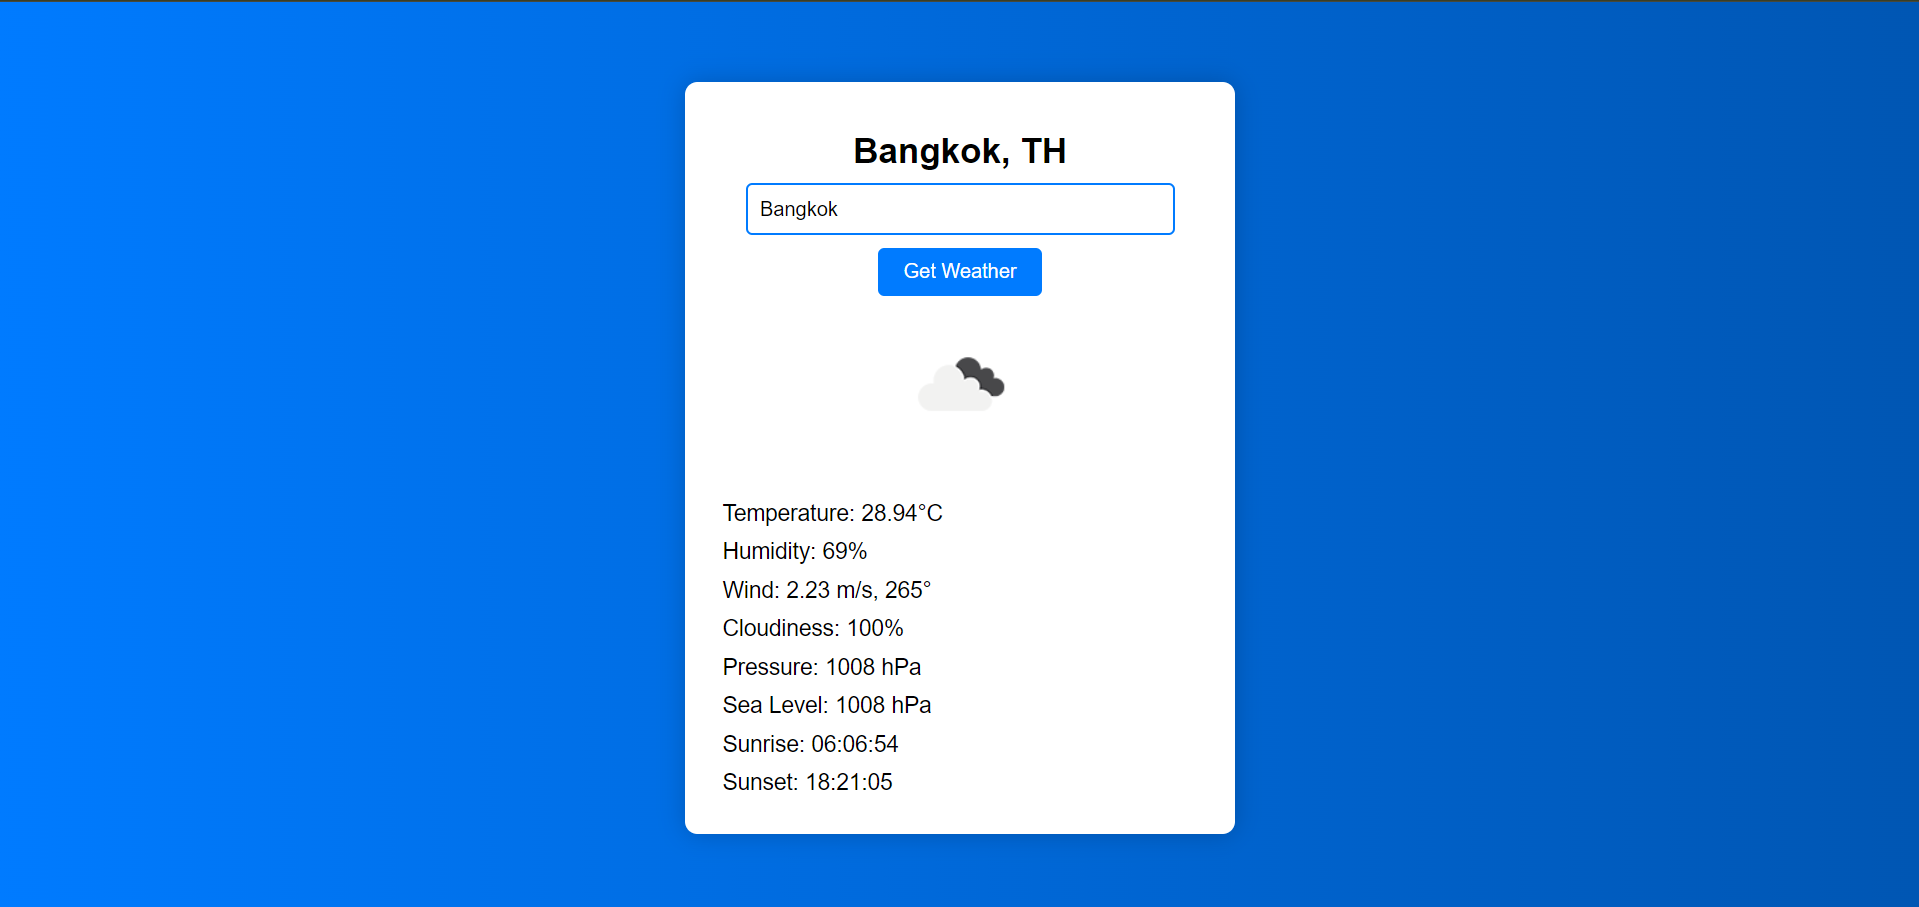 Bangkok, TH
Bangkok
Get Weather
Temperature: 28.94°C
Humidity: 69%
Wind: 2.23 m/s, 265°
Cloudiness: 100%
Pressure: 1008 hPa
Sea Level: 1008 hPa
Sunrise: 06:06:54
Sunset: 18:21:05